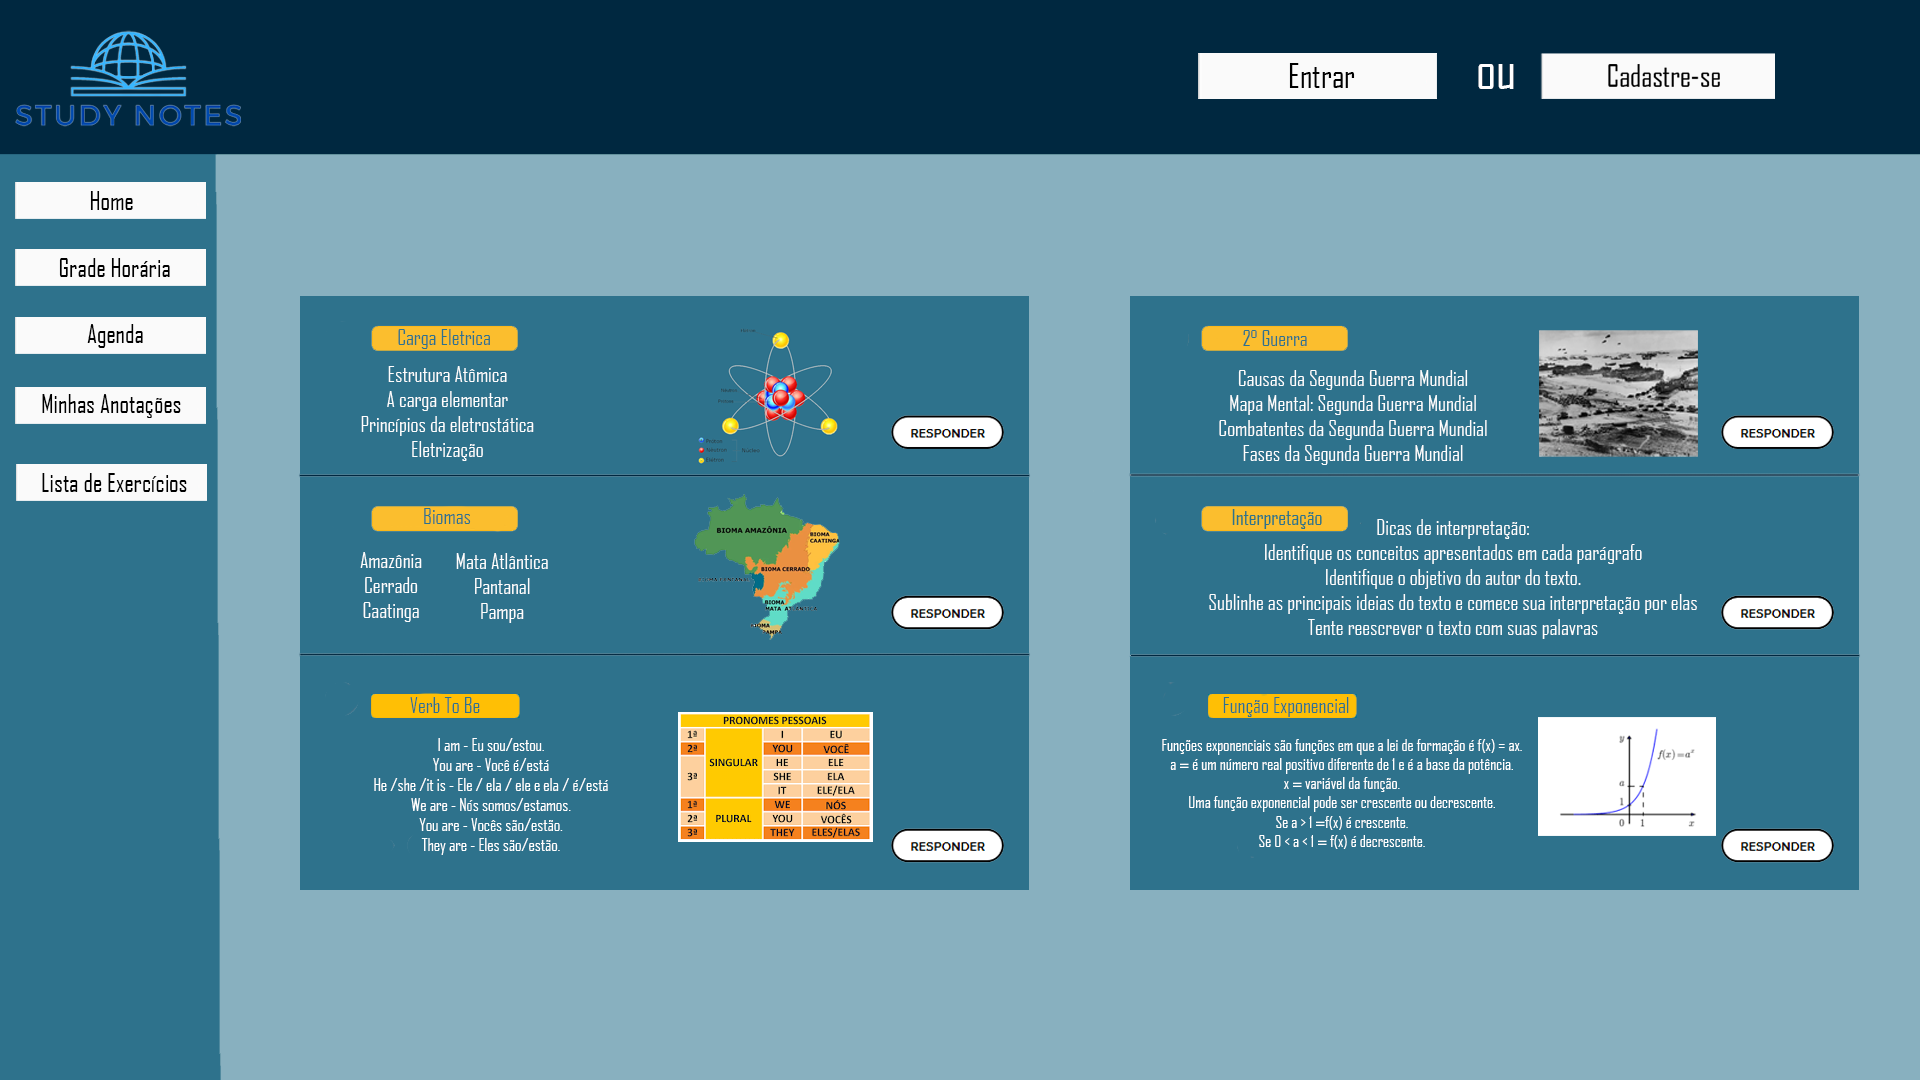 STUDY NOTES
Entrar
ou
Cadastre-se
Home
Grade Horária
Agenda
Minhas Anotações
Lista de Exercícios
Carga Eletrica
Estrutura Atômica
A carga elementar
Princípios da eletrostática
Eletrização
RESPONDER
Biomas
Amazônia
Cerrado
Caatinga
Mata Atlântica
Pantanal
Pampa
BIOMA AMAZÔNIA
BIOMA
CAATINGA
BIOMA CERRADO
BIOMA
MATA ATLÂNTICA
RESPONDER
Verb To Be
I am - Eu sou/estou.
You are - Você é/está
He /she /it is - Ele / ela / ele e ela / é/está
We are - Nós somos/estamos.
You are - Vocês são/estão.
They are - Eles são/estão.
PRONOMES PESSOAIS
1ª SINGULAR I EU
2ª YOU VOCÊ
3ª HE ELE
SHE ELA
IT ELE/ELA
1ª PLURAL WE NÓS
2ª YOU VOCÊS
3ª THEY ELES/ELAS
RESPONDER
2º Guerra
Causas da Segunda Guerra Mundial
Mapa Mental: Segunda Guerra Mundial
Combatentes da Segunda Guerra Mundial
Fases da Segunda Guerra Mundial
RESPONDER
Interpretação
Dicas de interpretação:
Identifique os conceitos apresentados em cada parágrafo
Identifique o objetivo do autor do texto.
Sublinhe as principais ideias do texto e comece sua interpretação por elas
Tente reescrever o texto com suas palavras
RESPONDER
Função Exponencial
Funções exponenciais são funções em que a lei de formação é f(x) = ax.
a = é um número real positivo diferente de 1 e é a base da potência.
x = variável da função.
Uma função exponencial pode ser crescente ou decrescente.
Se a > 1 =f(x) é crescente.
Se 0 < a < 1 = f(x) é decrescente.
y
f(x)=aˣ
a
1
0 1 x
RESPONDER